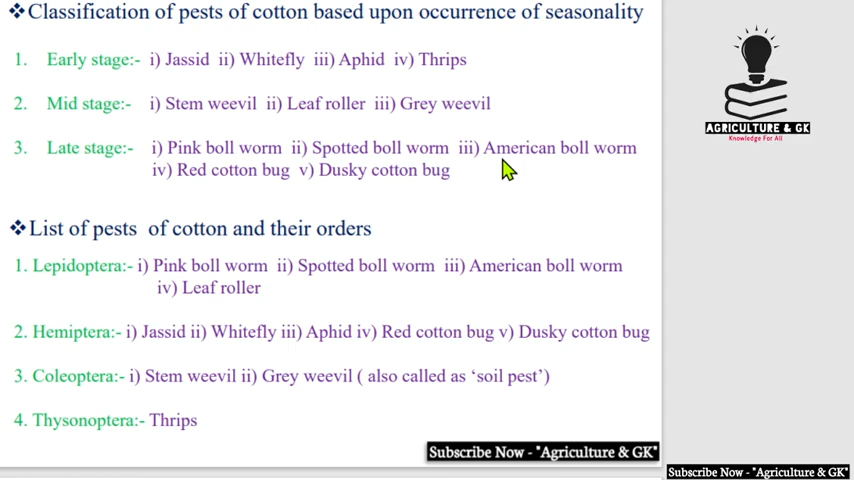 ❖Classification of pests of cotton based upon occurrence of seasonality
1. Early stage:- i) Jassid ii) Whitefly iii) Aphid iv) Thrips
2. Mid stage:- i) Stem weevil ii) Leaf roller iii) Grey weevil
3. Late stage:- i) Pink boll worm ii) Spotted boll worm iii) American boll worm
iv) Red cotton bug v) Dusky cotton bug
❖List of pests of cotton and their orders
1. Lepidoptera:- i) Pink boll worm ii) Spotted boll worm iii) American boll worm
iv) Leaf roller
2. Hemiptera:- i) Jassid ii) Whitefly iii) Aphid iv) Red cotton bug v) Dusky cotton bug
3. Coleoptera:- i) Stem weevil ii) Grey weevil ( also called as ‘soil pest’)
4. Thysonoptera:- Thrips
Subscribe Now - "Agriculture & GK"
AGRICULTURE & GK
Knowledge For All
Subscribe Now - "Agriculture & GK"